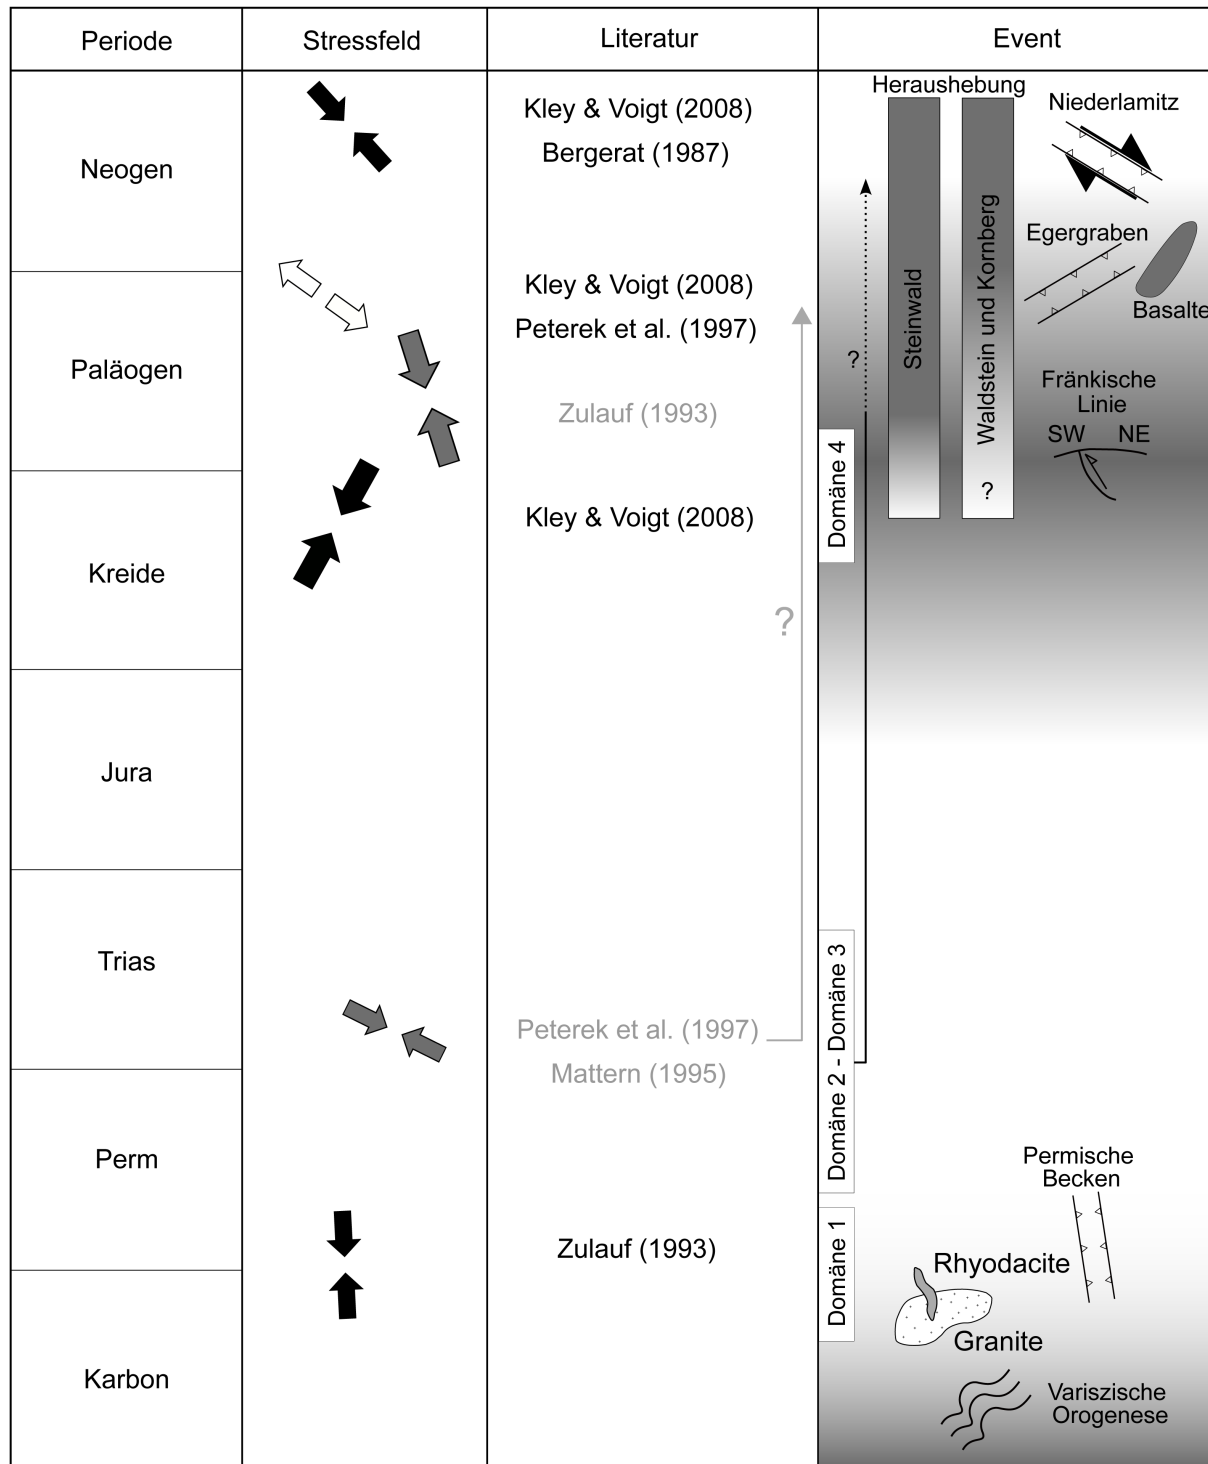 Periode
Stressfeld
Literatur
Event
Neogen
Kley & Voigt (2008)
Bergerat (1987)
Heraushebung
Niederlamitz
Steinwald
Waldstein und Kornberg
?
Egergraben
Basalte
Paläogen
Kley & Voigt (2008)
Peterek et al. (1997)
Zulauf (1993)
?
Fränkische
Linie
SW NE
Kreide
Kley & Voigt (2008)
?
Domäne 4
Jura
Trias
Peterek et al. (1997)
Mattern (1995)
Domäne 2 - Domäne 3
Perm
Zulauf (1993)
Domäne 1
Permische
Becken
Rhyodacite
Granite
Karbon
Variszische
Orogenese